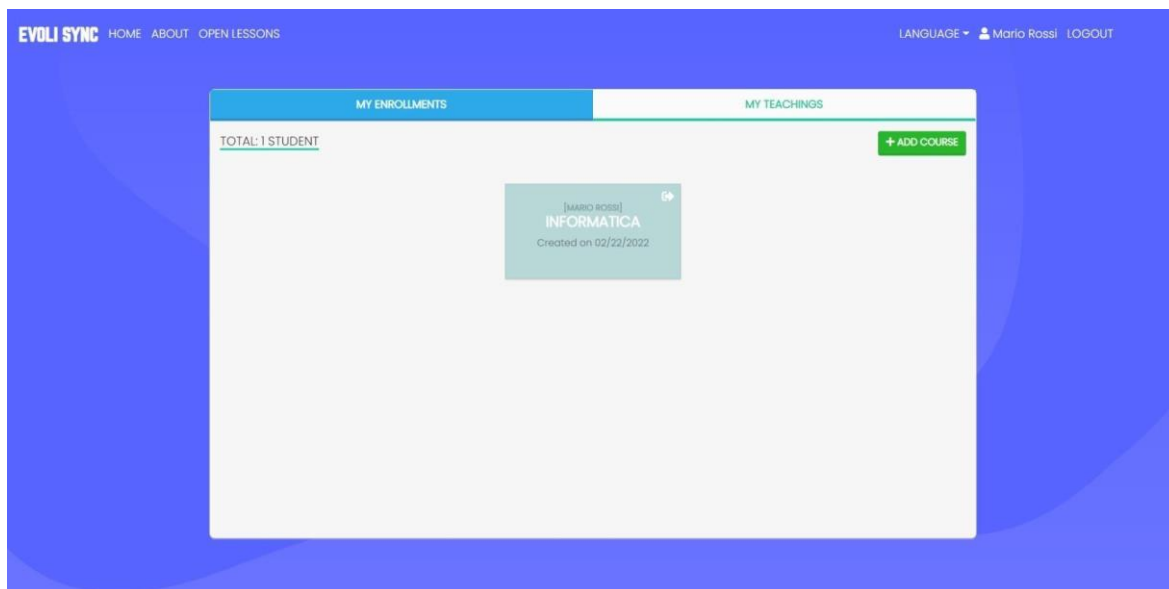 EVOLI SYNC HOME ABOUT OPEN LESSONS LANGUAGE Mario Rossi LOGOUT
MY ENROLLMENTS MY TEACHINGS
TOTAL: 1 STUDENT + ADD COURSE
[MARIO ROSSI]
INFORMATICA
Created on 02/22/2022